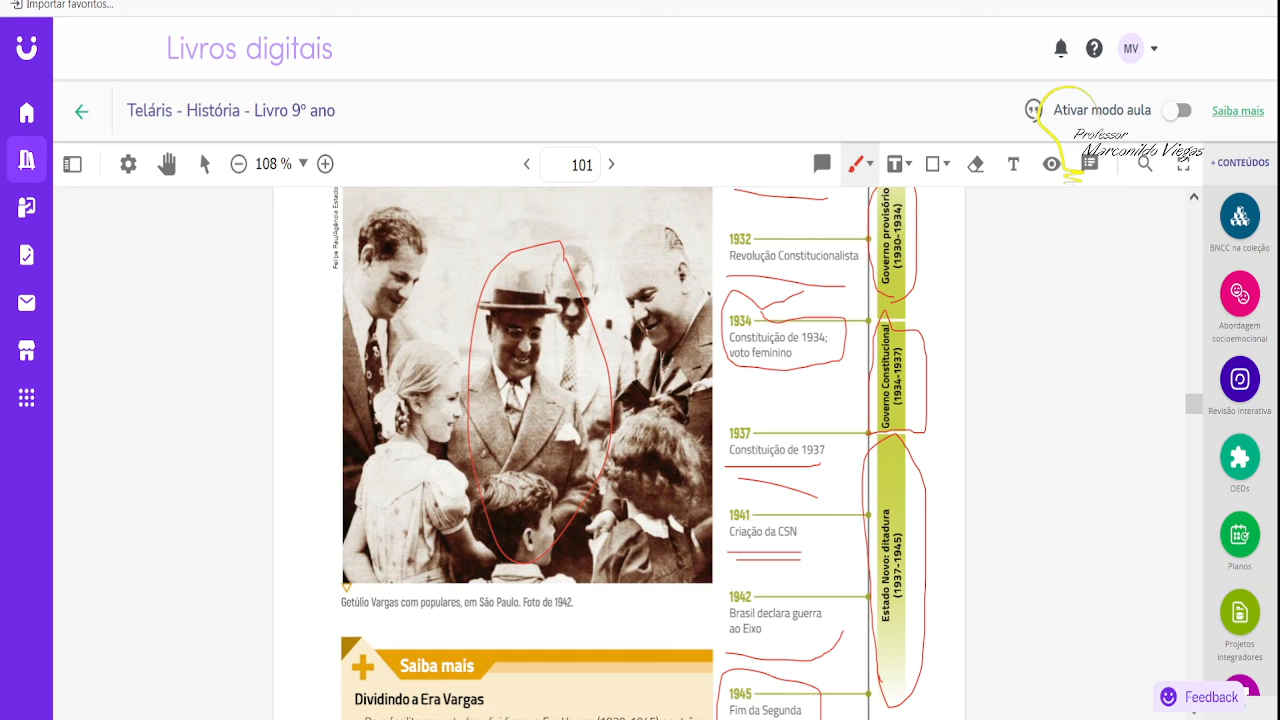 Importar favoritos...
Livros digitais
MV
Teláris - História - Livro 9º ano
Ativar modo aula
Saiba mais
Professor
Marconildo Viegas
108 %
101
+ CONTEÚDOS
Felipe Rau/Agência Estado
1932
Revolução Constitucionalista
1934
Constituição de 1934;
voto feminino
1937
Constituição de 1937
1941
Criação da CSN
1942
Brasil declara guerra
ao Eixo
1945
Fim da Segunda
Governo provisório
(1930-1934)
Governo Constitucional
(1934-1937)
Estado Novo: ditadura
(1937-1945)
Getúlio Vargas com populares, em São Paulo. Foto de 1942.
Saiba mais
Dividindo a Era Vargas
BNCC na coleção
Abordagem
socioemocional
Revisão interativa
OEDs
Planos
Projetos
integradores
Feedback